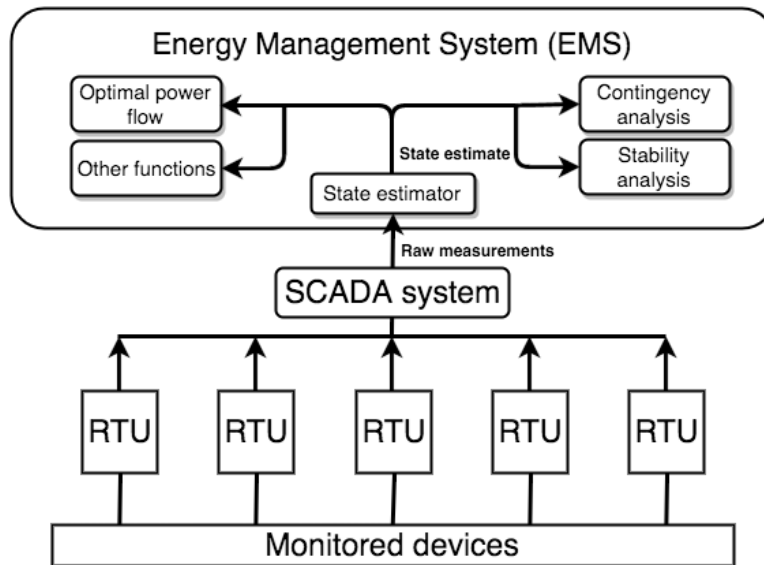 Energy Management System (EMS)
Optimal power
flow
Contingency
analysis
Other functions
State estimate
Stability
analysis
State estimator
Raw measurements
SCADA system
RTU
RTU
RTU
RTU
RTU
Monitored devices